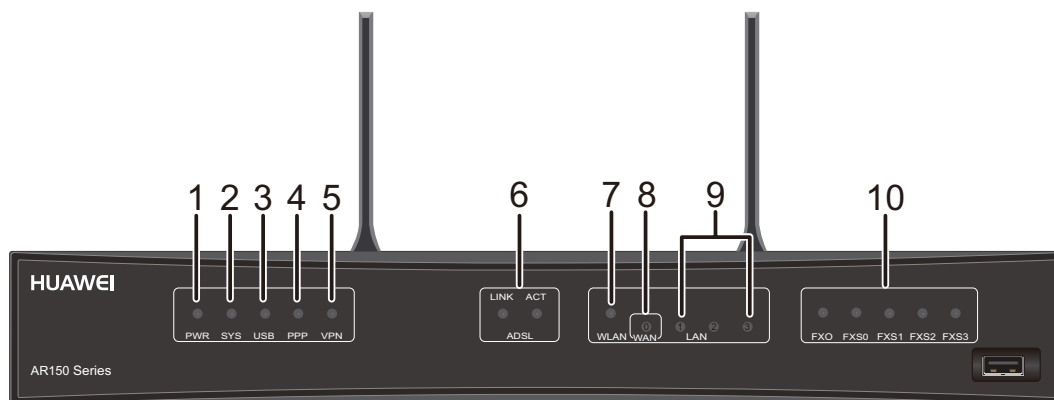 1 2 3 4 5 6 7 8 9 10
HUAWEI
LINK ACT
PWR SYS USB PPP VPN
ADSL
WLAN
0 1 2 3
WAN LAN
FXO FXS0 FXS1 FXS2 FXS3
AR150 Series